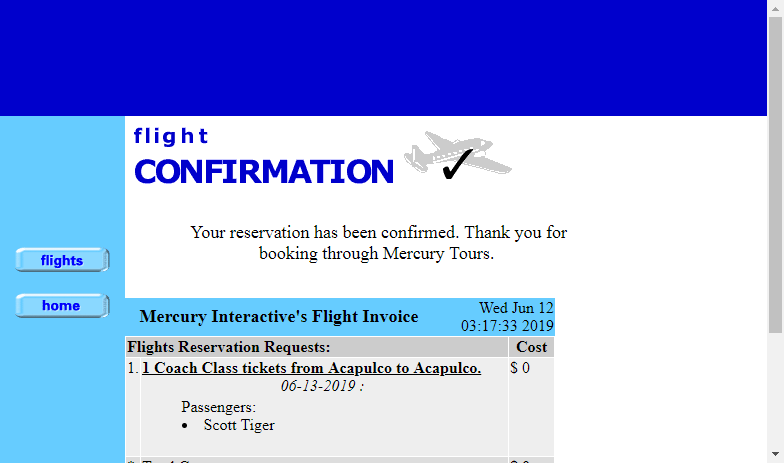 flight
CONFIRMATION
Your reservation has been confirmed. Thank you for
booking through Mercury Tours.
flights
home
Mercury Interactive's Flight Invoice
Wed Jun 12
03:17:33 2019
Flights Reservation Requests: Cost
1. 1 Coach Class tickets from Acapulco to Acapulco. $ 0
06-13-2019 :
Passengers:
• Scott Tiger